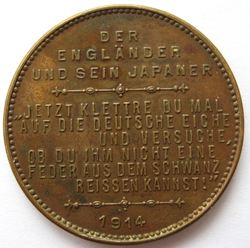 DER
ENGLÄNDER
UND SEIN JAPANER
"JETZT KLETTRE DU MAL
AUF DIE DEUTSCHE EICHE
UND VERSUCHE,
OB DU IHM NICHT EINE
FEDER AUS DEM SCHWANZ
REISSEN KANNST!"
1914